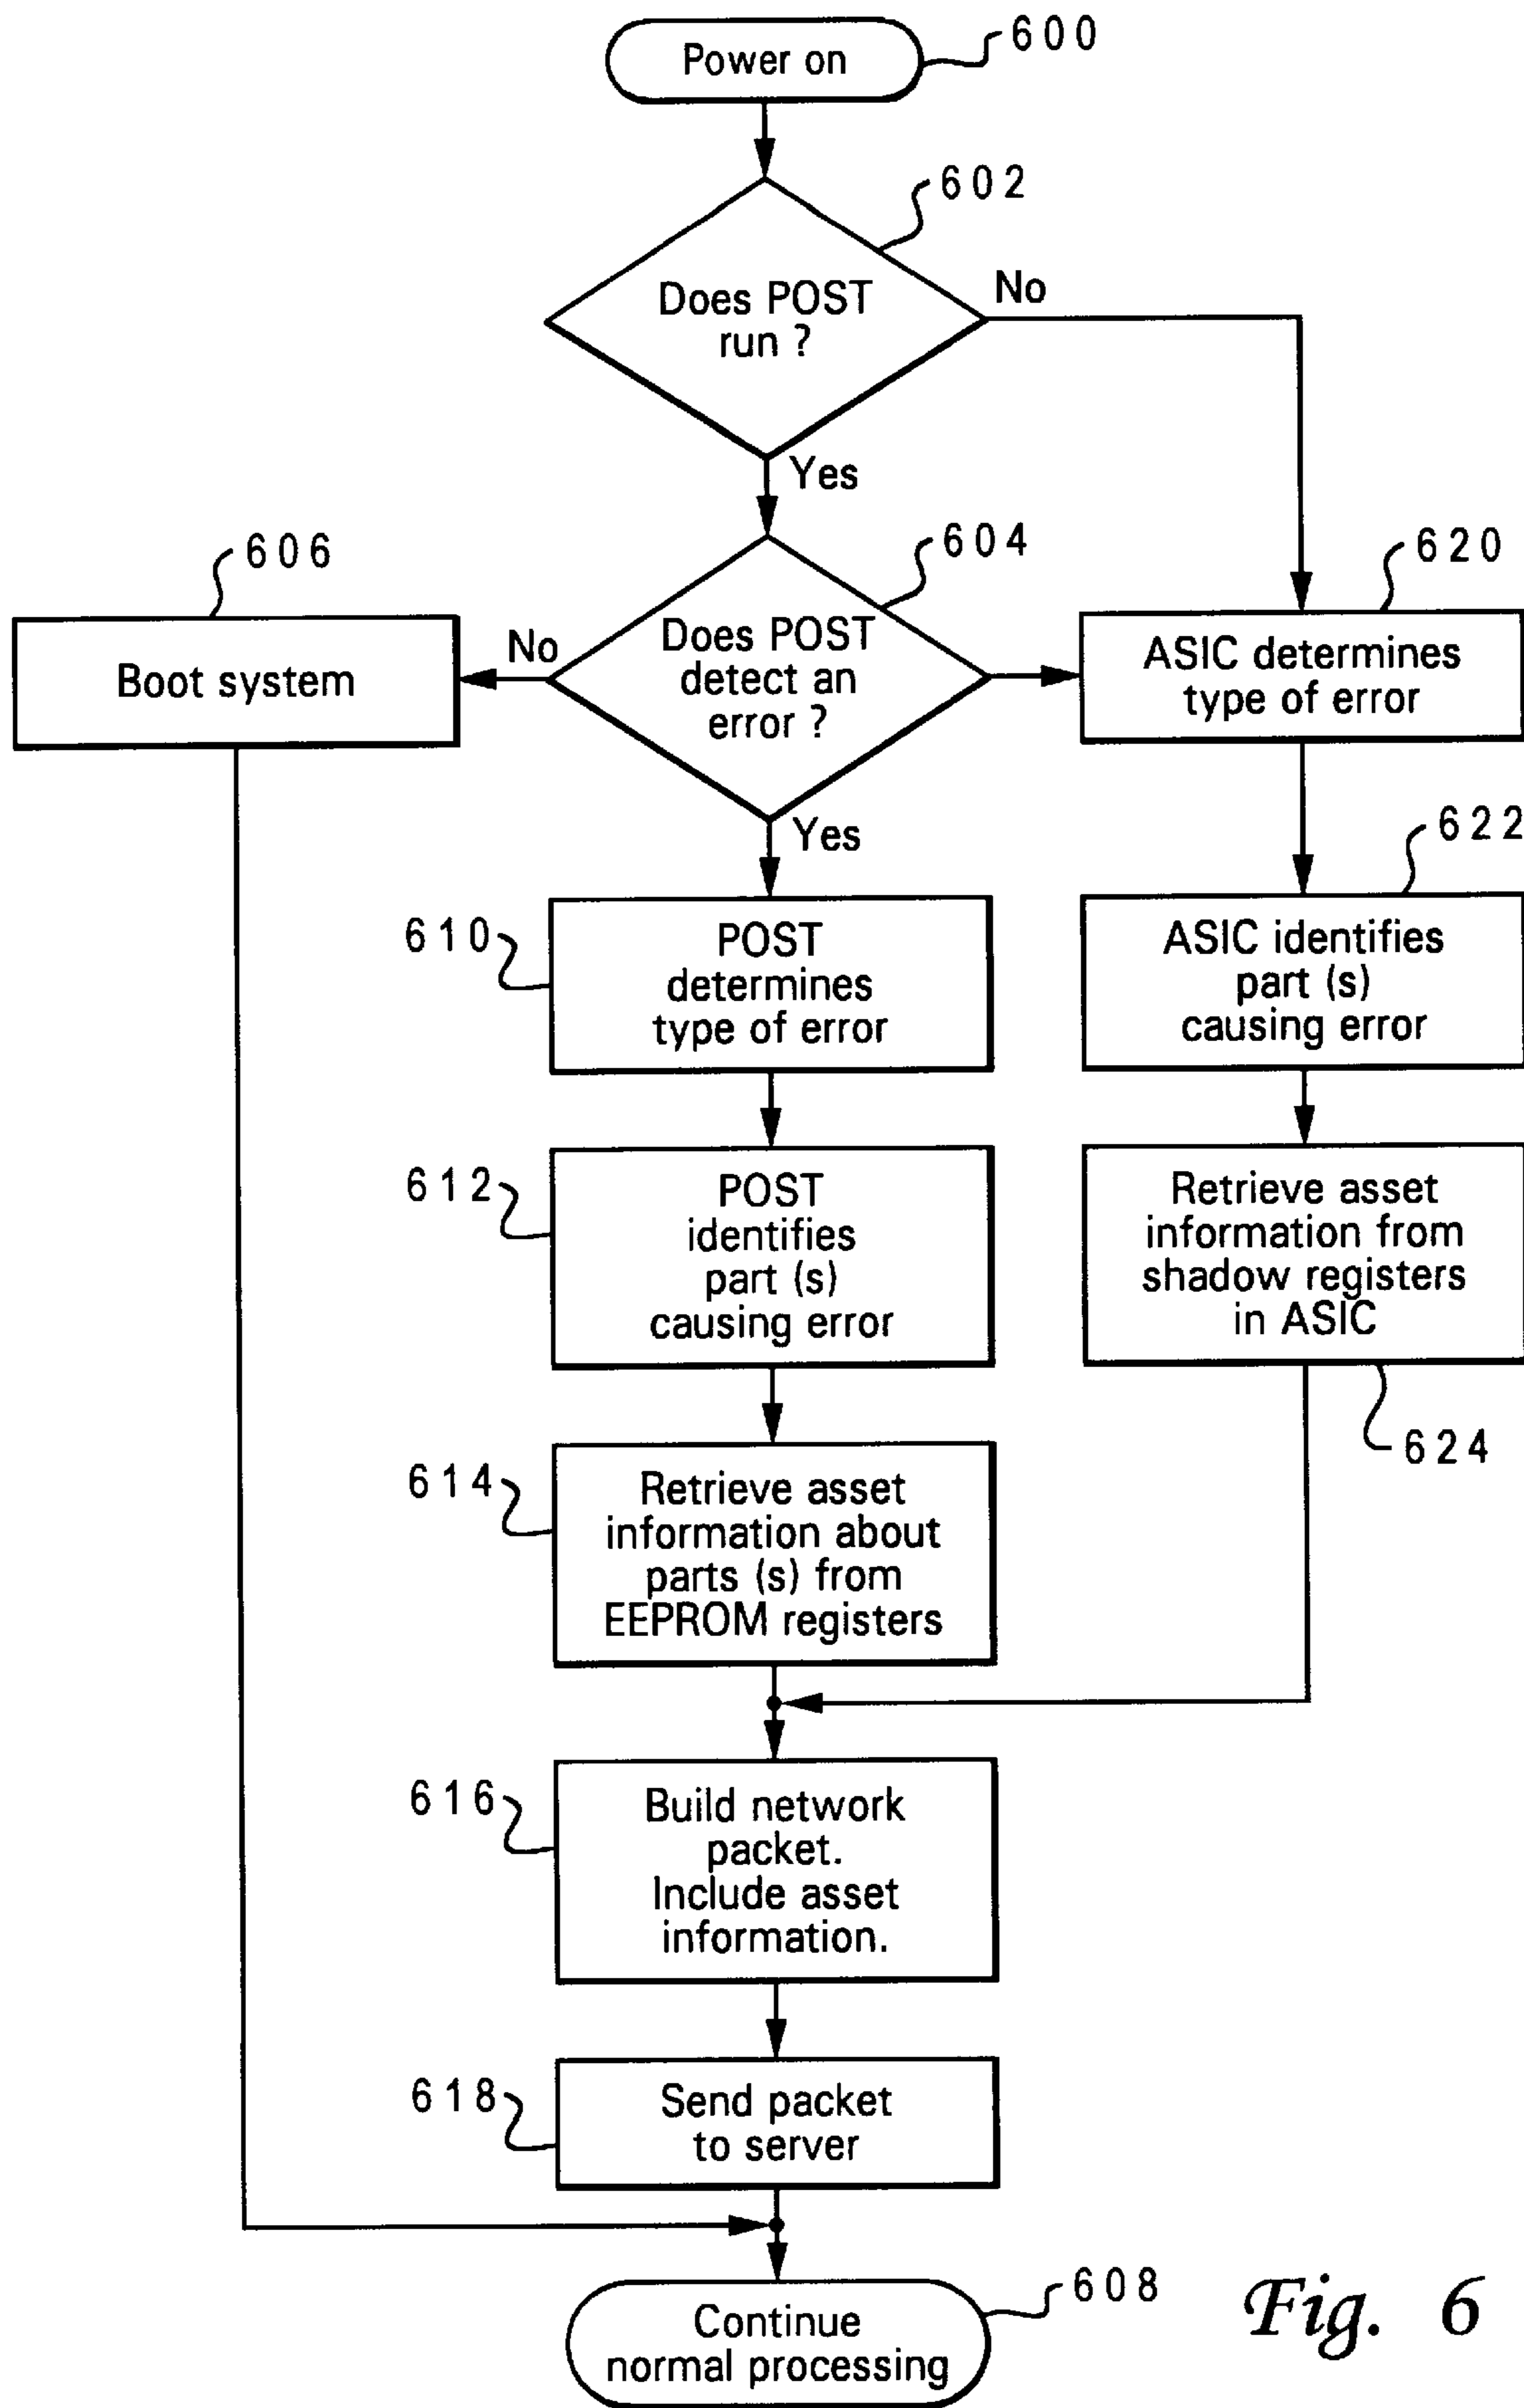 Power on
600
602
Does POST
run ?
No
Yes
604
606
Does POST
detect an
error ?
No
Boot system
620
ASIC determines
type of error
Yes
610
POST
determines
type of error
622
ASIC identifies
part (s)
causing error
612
POST
identifies
part (s)
causing error
Retrieve asset
information from
shadow registers
in ASIC
624
614
Retrieve asset
information about
parts (s) from
EEPROM registers
616
Build network
packet.
Include asset
information.
618
Send packet
to server
608
Continue
normal processing
Fig. 6